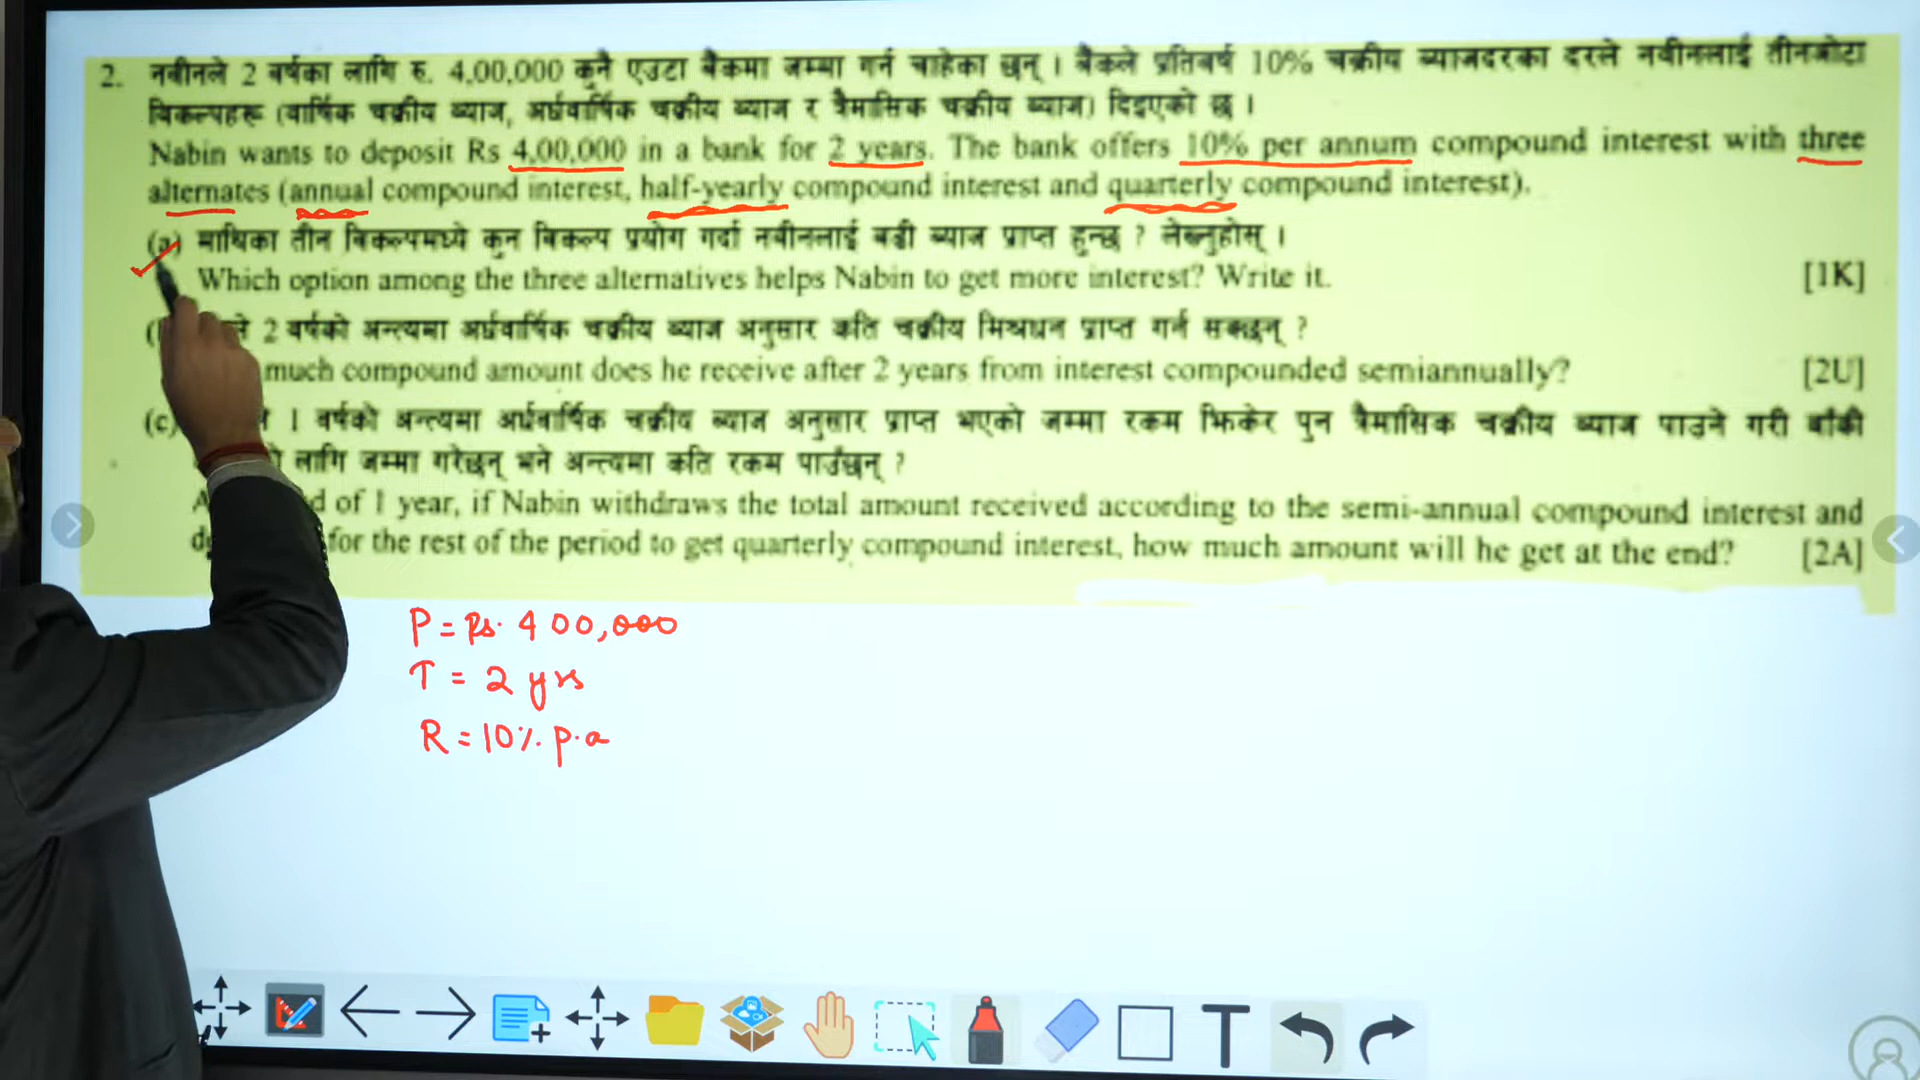 2. नवीनले 2 वर्षका लागि रु. 4,00,000 कुनै एउटा बैंकमा जम्मा गर्न चाहेका छन् । बैंकले प्रतिवर्ष 10% चक्रीय ब्याजदरका दरले नवीनलाई तीनओटा
विकल्पहरू (वार्षिक चक्रीय ब्याज, अर्धवार्षिक चक्रीय ब्याज र त्रैमासिक चक्रीय ब्याज) दिइएको छ ।
Nabin wants to deposit Rs 4,00,000 in a bank for 2 years. The bank offers 10% per annum compound interest with three
alternates (annual compound interest, half-yearly compound interest and quarterly compound interest).
(a) माथिका तीन विकल्पमध्ये कुन विकल्प प्रयोग गर्दा नवीनलाई बढी ब्याज प्राप्त हुन्छ ? लेख्नुहोस् ।
Which option among the three alternatives helps Nabin to get more interest? Write it. [1K]
2 वर्षको अन्त्यमा अर्धवार्षिक चक्रीय ब्याज अनुसार कति चक्रीय मिश्रधन प्राप्त गर्न सक्छन् ?
much compound amount does he receive after 2 years from interest compounded semiannually? [2U]
(c) 1 वर्षको अन्त्यमा अर्धवार्षिक चक्रीय ब्याज अनुसार प्राप्त भएको जम्मा रकम झिकेर पुन त्रैमासिक चक्रीय ब्याज पाउने गरी बाँकी
लागि जम्मा गरेछन् भने अन्त्यमा कति रकम पाउँछन् ?
of 1 year, if Nabin withdraws the total amount received according to the semi-annual compound interest and
for the rest of the period to get quarterly compound interest, how much amount will he get at the end? [2A]
P = Rs. 400,000
T = 2 yrs
R = 10% p.a